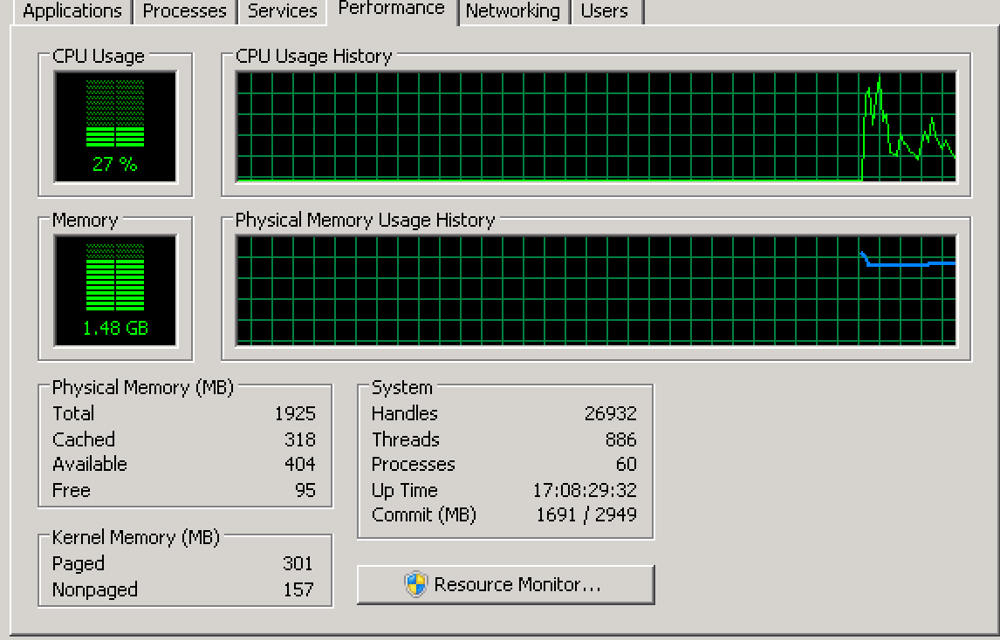 Applications Processes Services Performance Networking Users
CPU Usage CPU Usage History
27 %
Memory Physical Memory Usage History
1.48 GB
Physical Memory (MB)
Total 1925
Cached 318
Available 404
Free 95
Kernel Memory (MB)
Paged 301
Nonpaged 157
System
Handles 26932
Threads 886
Processes 60
Up Time 17:08:29:32
Commit (MB) 1691 / 2949
Resource Monitor...